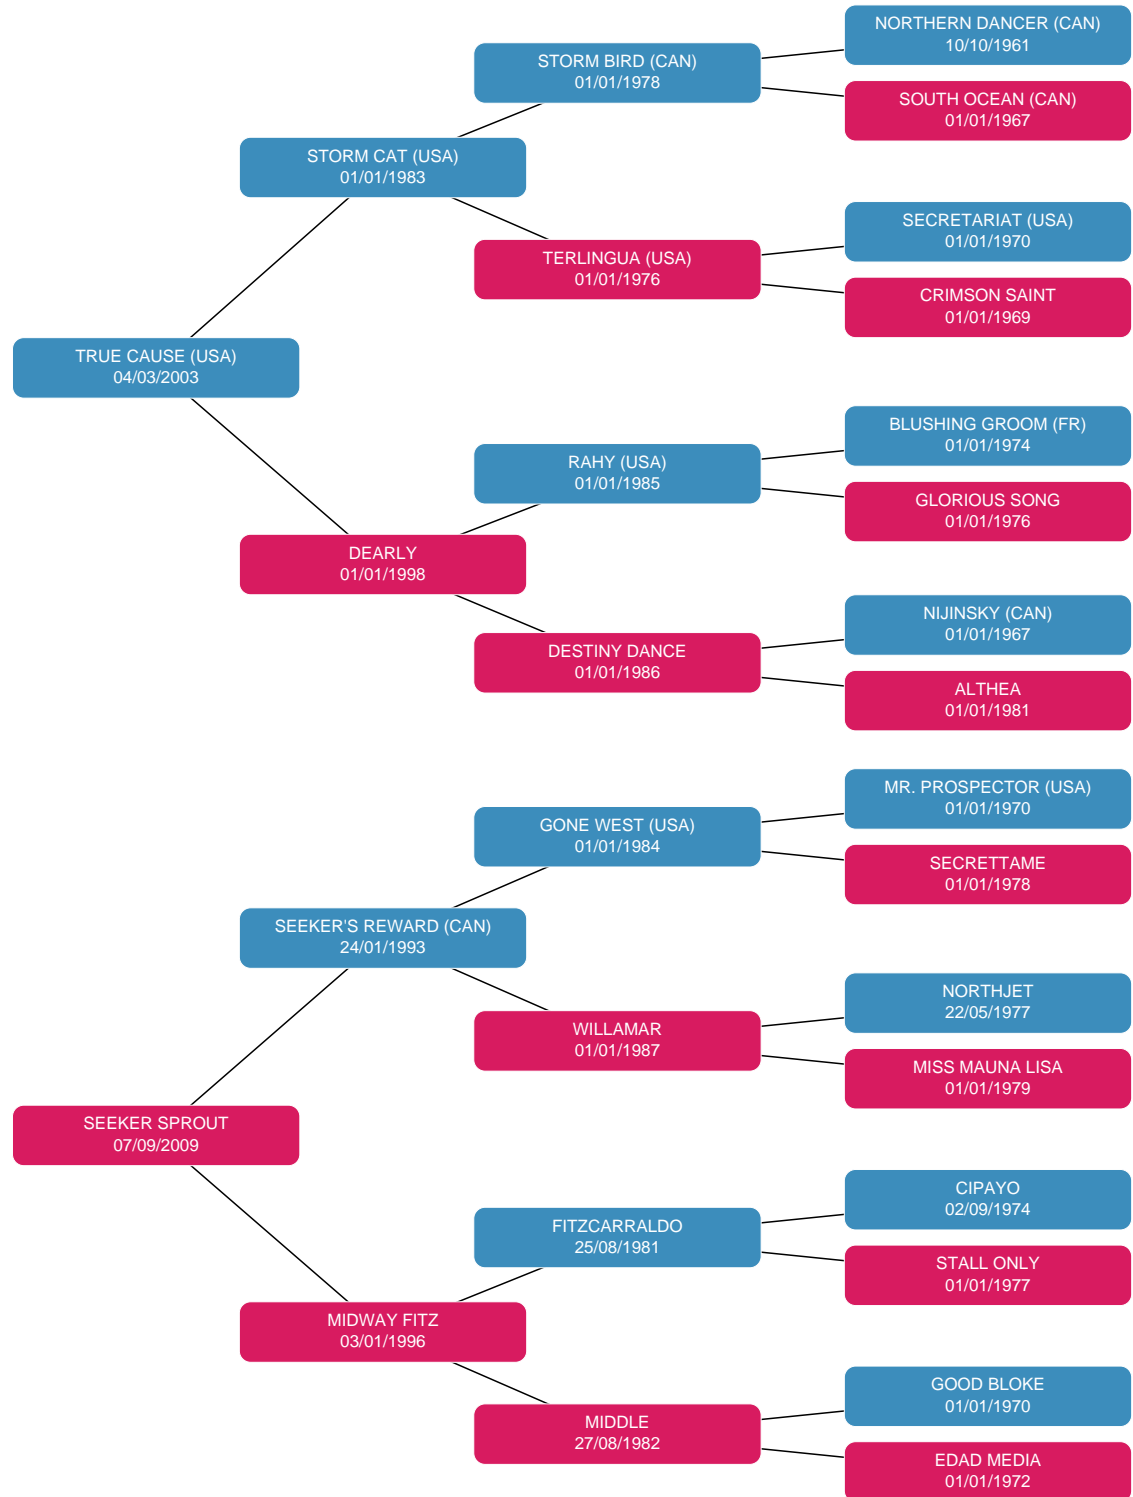 NORTHERN DANCER (CAN)
10/10/1961
STORM BIRD (CAN)
01/01/1978
SOUTH OCEAN (CAN)
01/01/1967
STORM CAT (USA)
01/01/1983
SECRETARIAT (USA)
01/01/1970
TERLINGUA (USA)
01/01/1976
CRIMSON SAINT
01/01/1969
TRUE CAUSE (USA)
04/03/2003
BLUSHING GROOM (FR)
01/01/1974
RAHY (USA)
01/01/1985
GLORIOUS SONG
01/01/1976
DEARLY
01/01/1998
NIJINSKY (CAN)
01/01/1967
DESTINY DANCE
01/01/1986
ALTHEA
01/01/1981
MR. PROSPECTOR (USA)
01/01/1970
GONE WEST (USA)
01/01/1984
SECRETTAME
01/01/1978
SEEKER'S REWARD (CAN)
24/01/1993
NORTHJET
22/05/1977
WILLAMAR
01/01/1987
MISS MAUNA LISA
01/01/1979
SEEKER SPROUT
07/09/2009
CIPAYO
02/09/1974
FITZCARRALDO
25/08/1981
STALL ONLY
01/01/1977
MIDWAY FITZ
03/01/1996
GOOD BLOKE
01/01/1970
MIDDLE
27/08/1982
EDAD MEDIA
01/01/1972